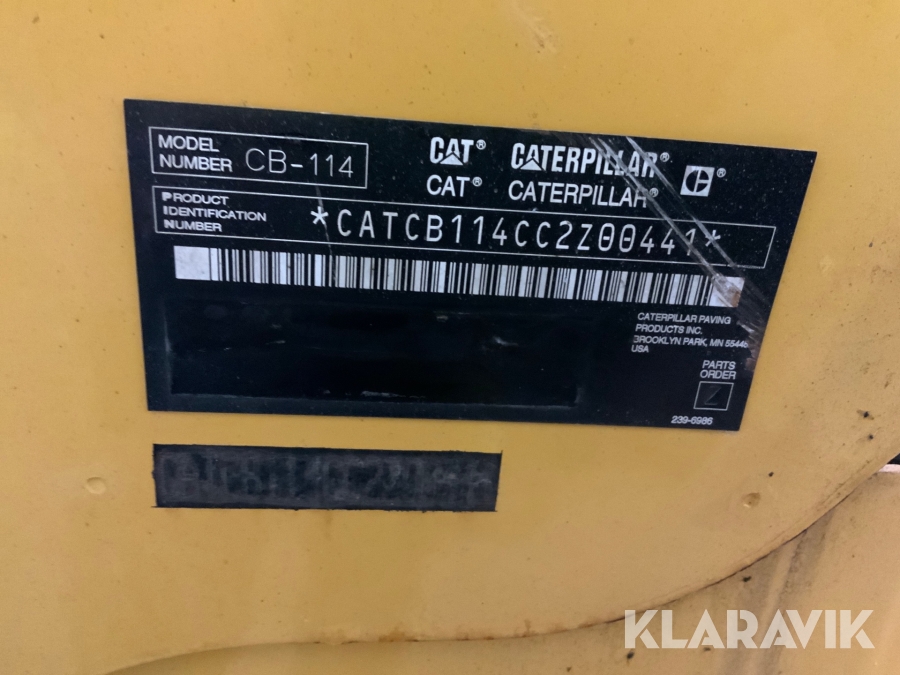 MODEL
NUMBER CB-114
CAT® CATERPILLAR® ®
CAT® CATERPILLAR®
PRODUCT
IDENTIFICATION
NUMBER
*CATCB114CC2Z00441*
CATERPILLAR PAVING
PRODUCTS INC.
BROOKLYN PARK, MN 55445
USA
PARTS
ORDER
Z
239-6986
KLARAVIK